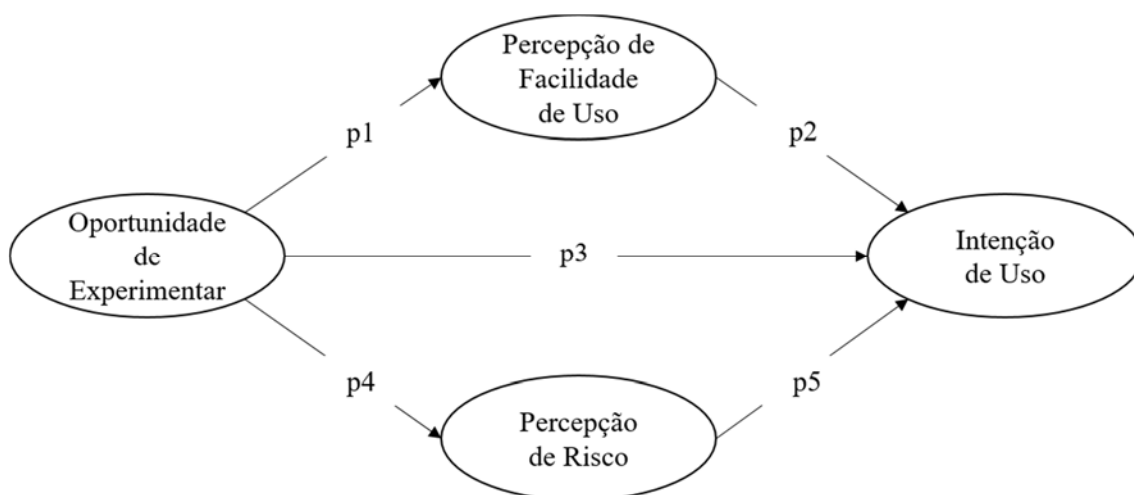 Percepção de
Facilidade
de Uso
p1
p2
Oportunidade
de
Experimentar
p3
Intenção
de Uso
p4
p5
Percepção
de Risco